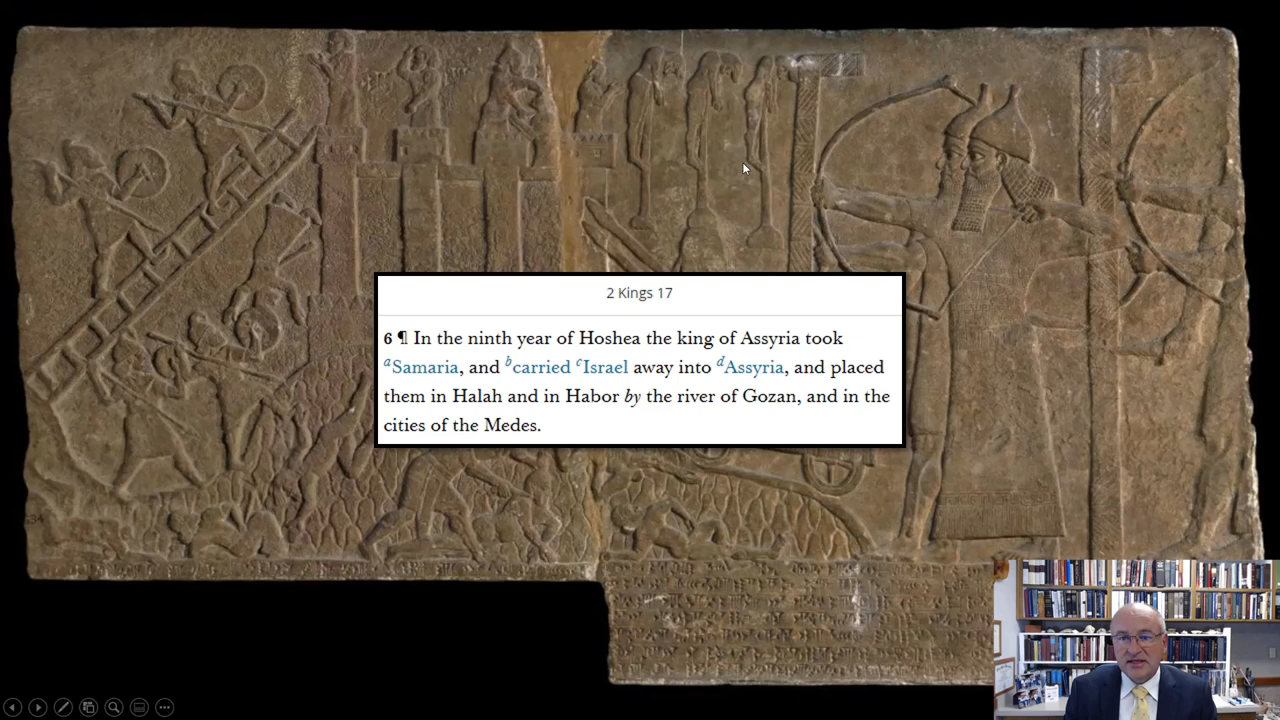 2 Kings 17
6 ¶ In the ninth year of Hoshea the king of Assyria took
aSamaria, and bcarried cIsrael away into dAssyria, and placed
them in Halah and in Habor by the river of Gozan, and in the
cities of the Medes.